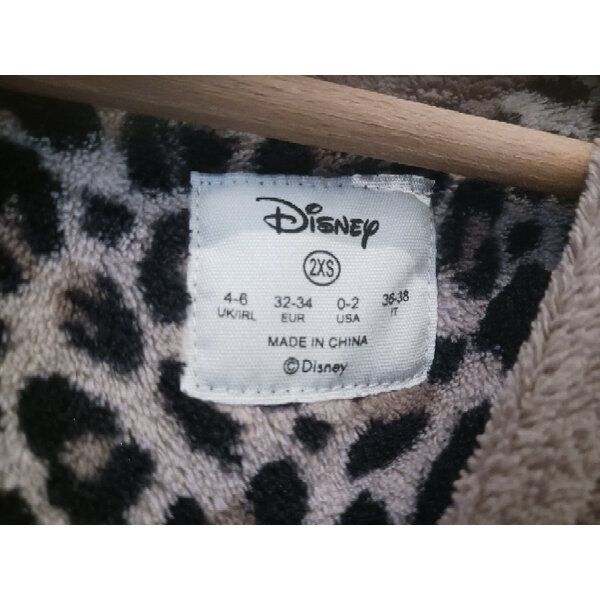 Disney
2XS
4-6 32-34 0-2 36-38
UK/IRL EUR USA IT
MADE IN CHINA
©Disney